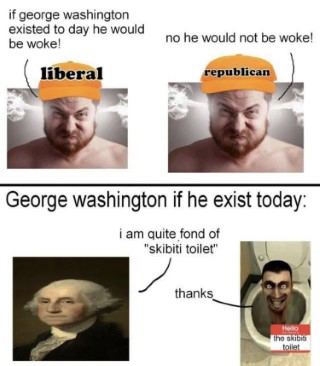 if george washington
existed to day he would
be woke!
no he would not be woke!
liberal
republican
George washington if he exist today:
i am quite fond of
"skibiti toilet"
thanks
Hello
the skibiti
toilet